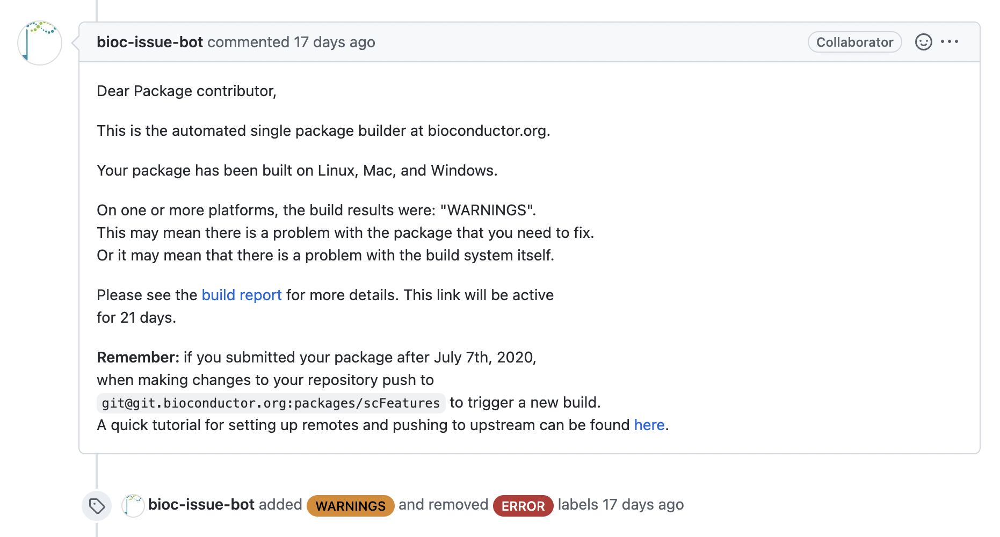 bioc-issue-bot commented 17 days ago Collaborator
Dear Package contributor,
This is the automated single package builder at bioconductor.org.
Your package has been built on Linux, Mac, and Windows.
On one or more platforms, the build results were: "WARNINGS".
This may mean there is a problem with the package that you need to fix.
Or it may mean that there is a problem with the build system itself.
Please see the build report for more details. This link will be active
for 21 days.
Remember: if you submitted your package after July 7th, 2020,
when making changes to your repository push to
git@git.bioconductor.org:packages/scFeatures to trigger a new build.
A quick tutorial for setting up remotes and pushing to upstream can be found here.
bioc-issue-bot added WARNINGS and removed ERROR labels 17 days ago